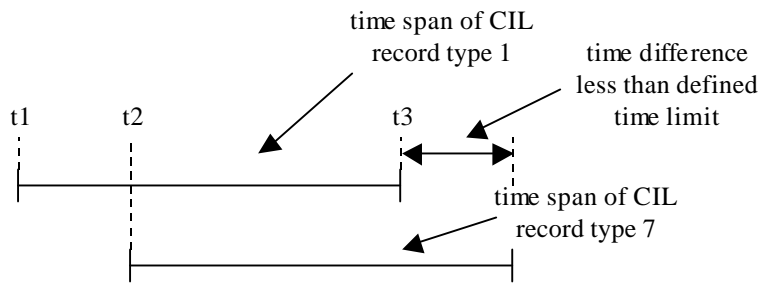 time span of CIL
record type 1
time difference
less than defined
time limit
t1
t2
t3
time span of CIL
record type 7